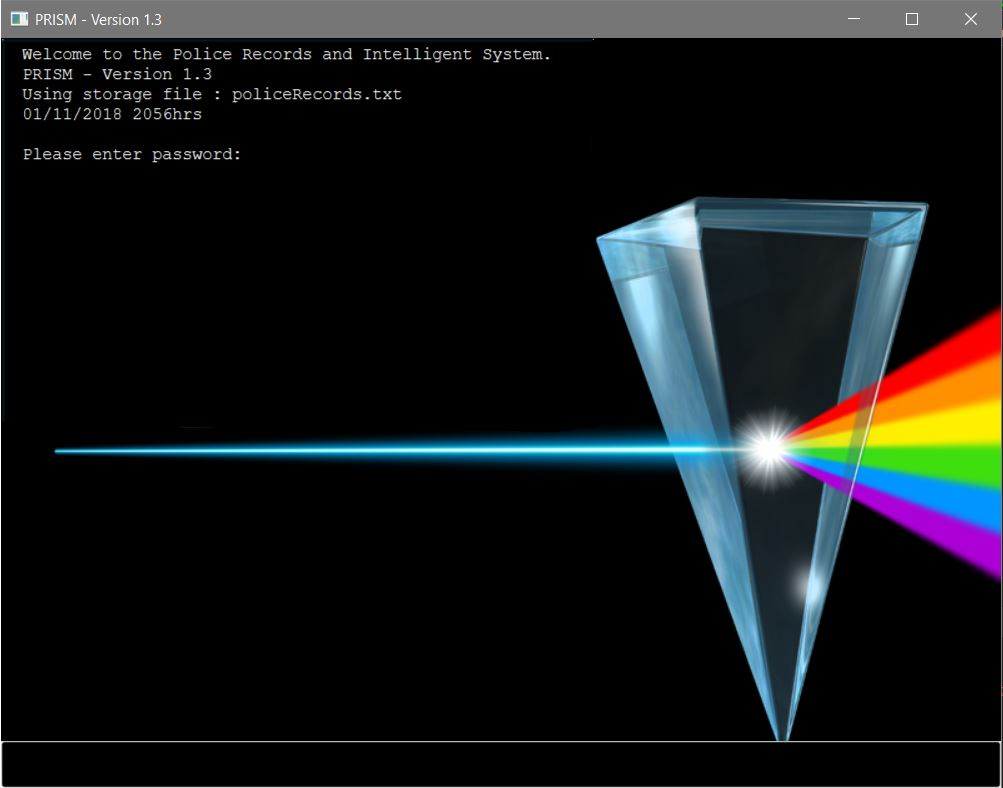 PRISM - Version 1.3
Welcome to the Police Records and Intelligent System.
PRISM - Version 1.3
Using storage file : policeRecords.txt
01/11/2018 2056hrs
Please enter password: